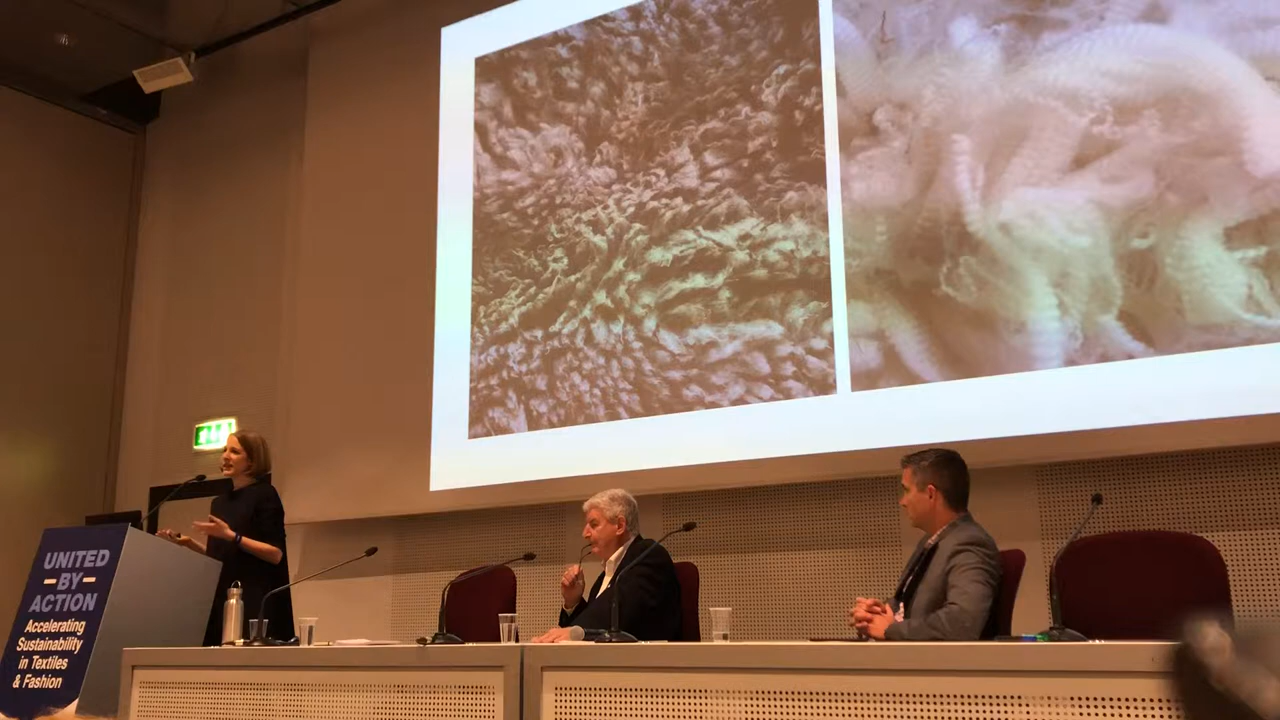 UNITED
-BY-
ACTION
Accelerating
Sustainability
in Textiles
& Fashion